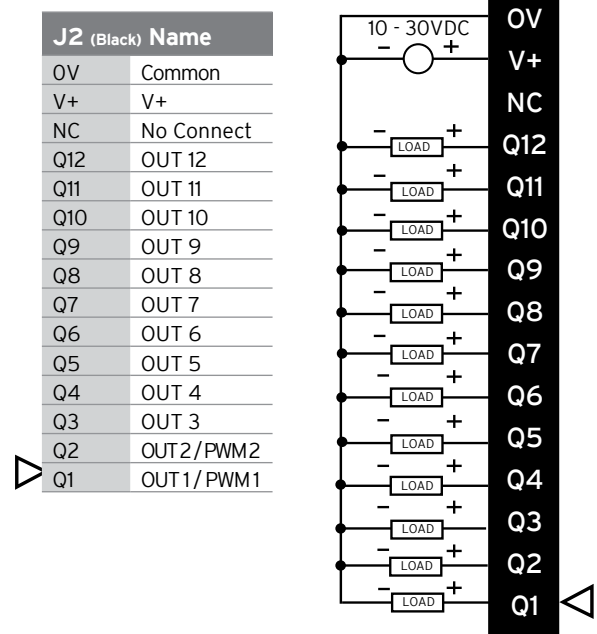 J2 (Black) Name
0V Common
V+ V+
NC No Connect
Q12 OUT 12
Q11 OUT 11
Q10 OUT 10
Q9 OUT 9
Q8 OUT 8
Q7 OUT 7
Q6 OUT 6
Q5 OUT 5
Q4 OUT 4
Q3 OUT 3
Q2 OUT2/PWM2
Q1 OUT1/PWM1
0V
10 - 30VDC
- + V+
NC
- LOAD + Q12
- LOAD + Q11
- LOAD + Q10
- LOAD + Q9
- LOAD + Q8
- LOAD + Q7
- LOAD + Q6
- LOAD + Q5
- LOAD + Q4
- LOAD + Q3
- LOAD + Q2
- LOAD + Q1